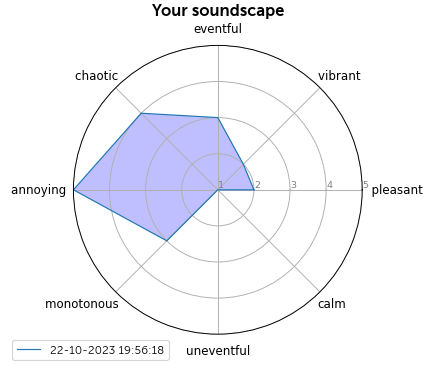 Your soundscape
eventful
chaotic
vibrant
annoying
1
2
3
4
5
pleasant
monotonous
calm
uneventful
22-10-2023 19:56:18